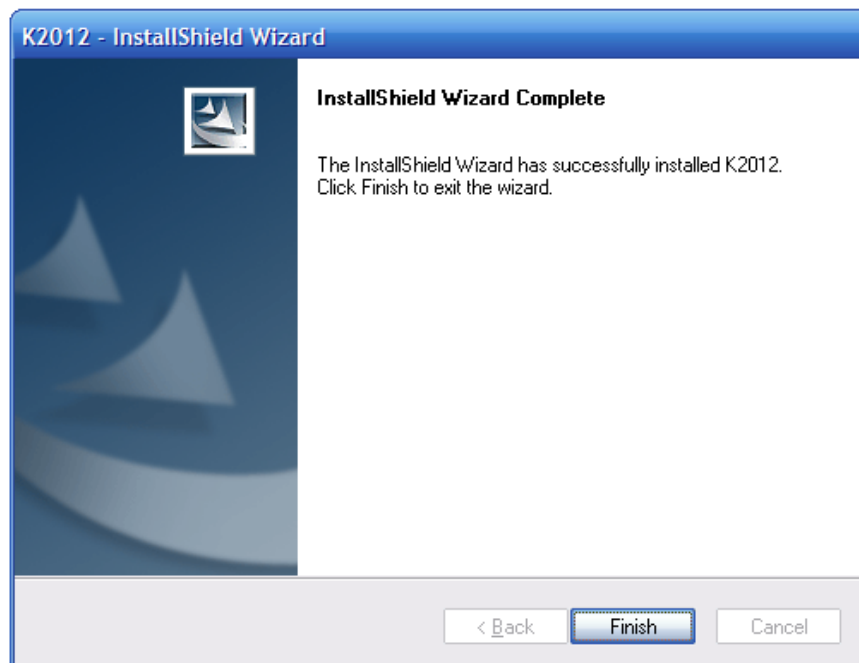 K2012 - InstallShield Wizard
InstallShield Wizard Complete
The InstallShield Wizard has successfully installed K2012.
Click Finish to exit the wizard.
< Back
Finish
Cancel